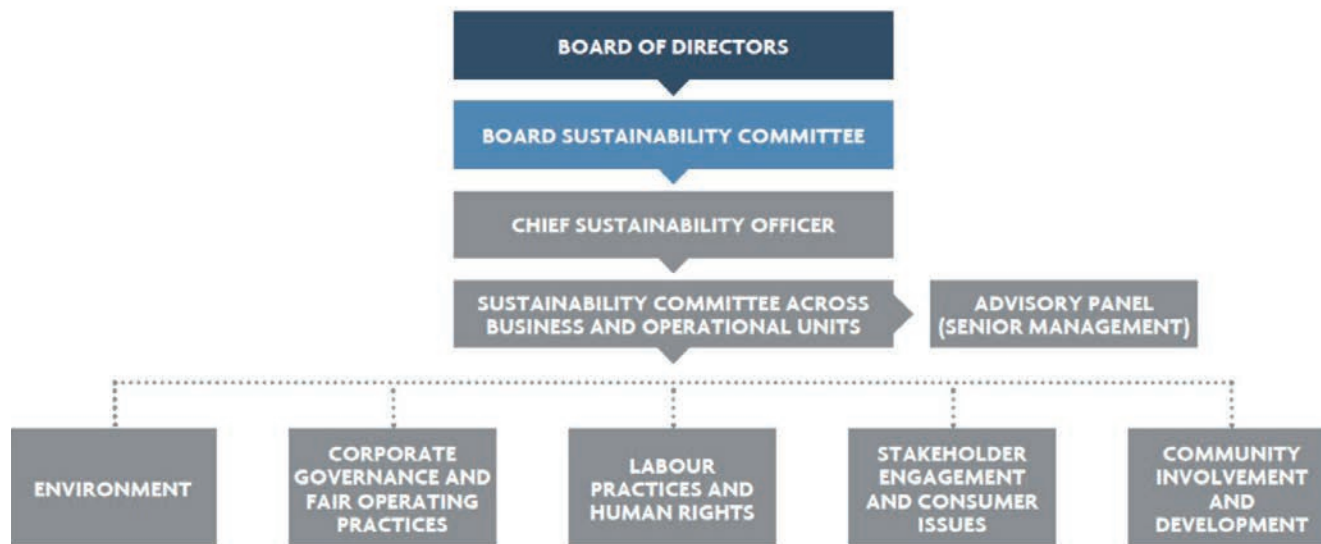 BOARD OF DIRECTORS
BOARD SUSTAINABILITY COMMITTEE
CHIEF SUSTAINABILITY OFFICER
SUSTAINABILITY COMMITTEE ACROSS
BUSINESS AND OPERATIONAL UNITS
ADVISORY PANEL
(SENIOR MANAGEMENT)
ENVIRONMENT
CORPORATE
GOVERNANCE AND
FAIR OPERATING
PRACTICES
LABOUR
PRACTICES AND
HUMAN RIGHTS
STAKEHOLDER
ENGAGEMENT
AND CONSUMER
ISSUES
COMMUNITY
INVOLVEMENT
AND
DEVELOPMENT